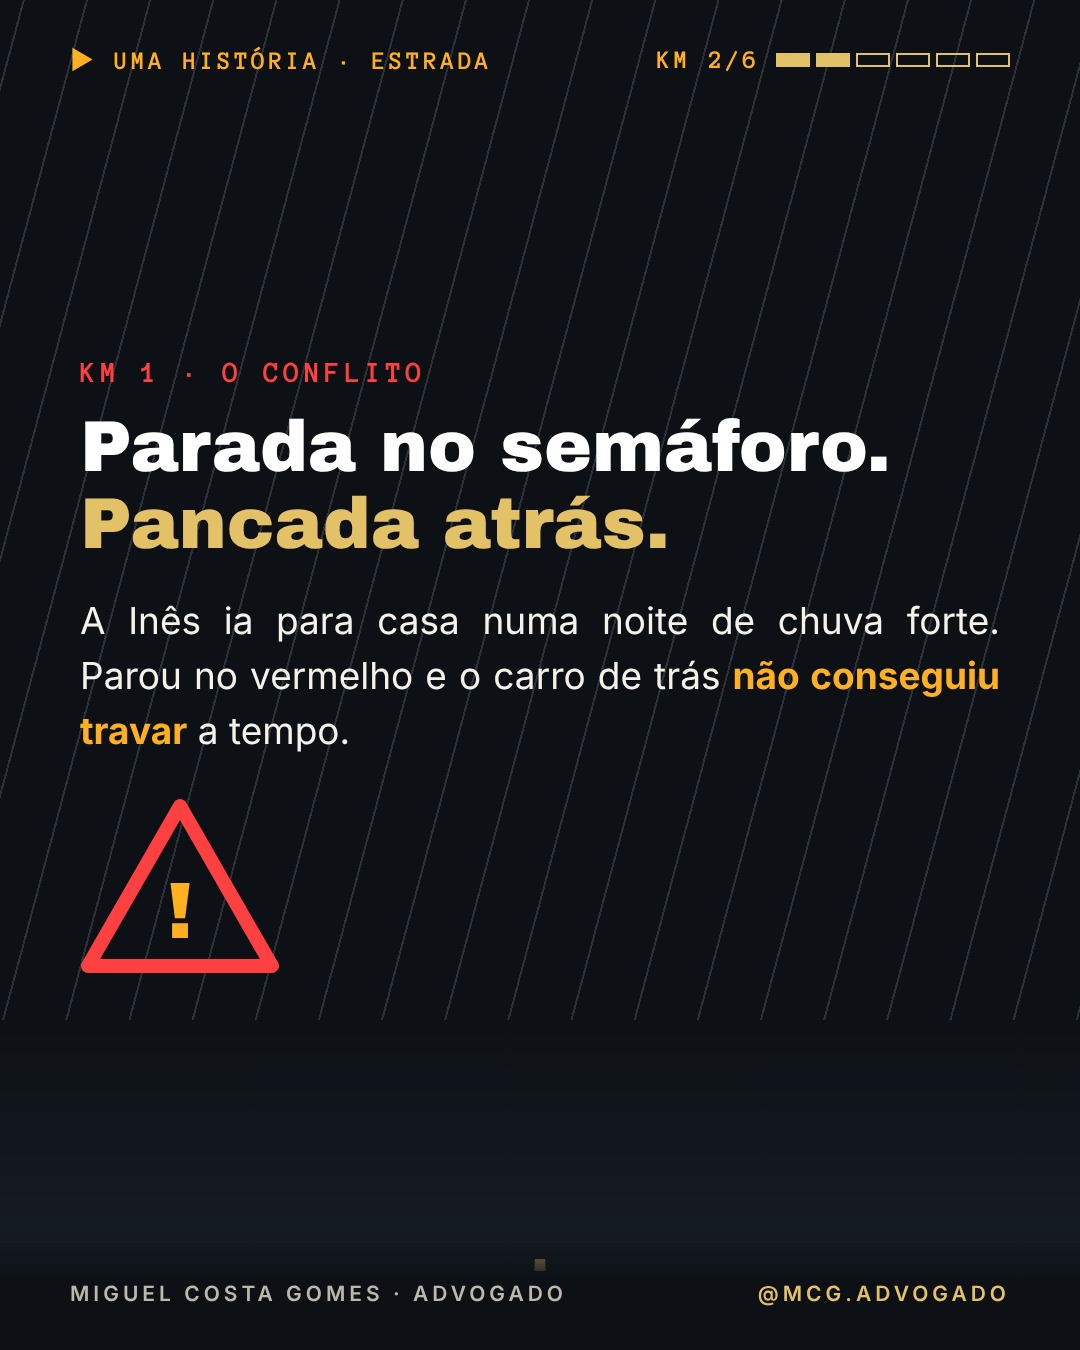 ▶ UMA HISTÓRIA · ESTRADA
KM 2/6
KM 1 · O CONFLITO
Parada no semáforo.
Pancada atrás.
A Inês ia para casa numa noite de chuva forte.
Parou no vermelho e o carro de trás não conseguiu
travar a tempo.
!
MIGUEL COSTA GOMES · ADVOGADO
@MCG.ADVOGADO